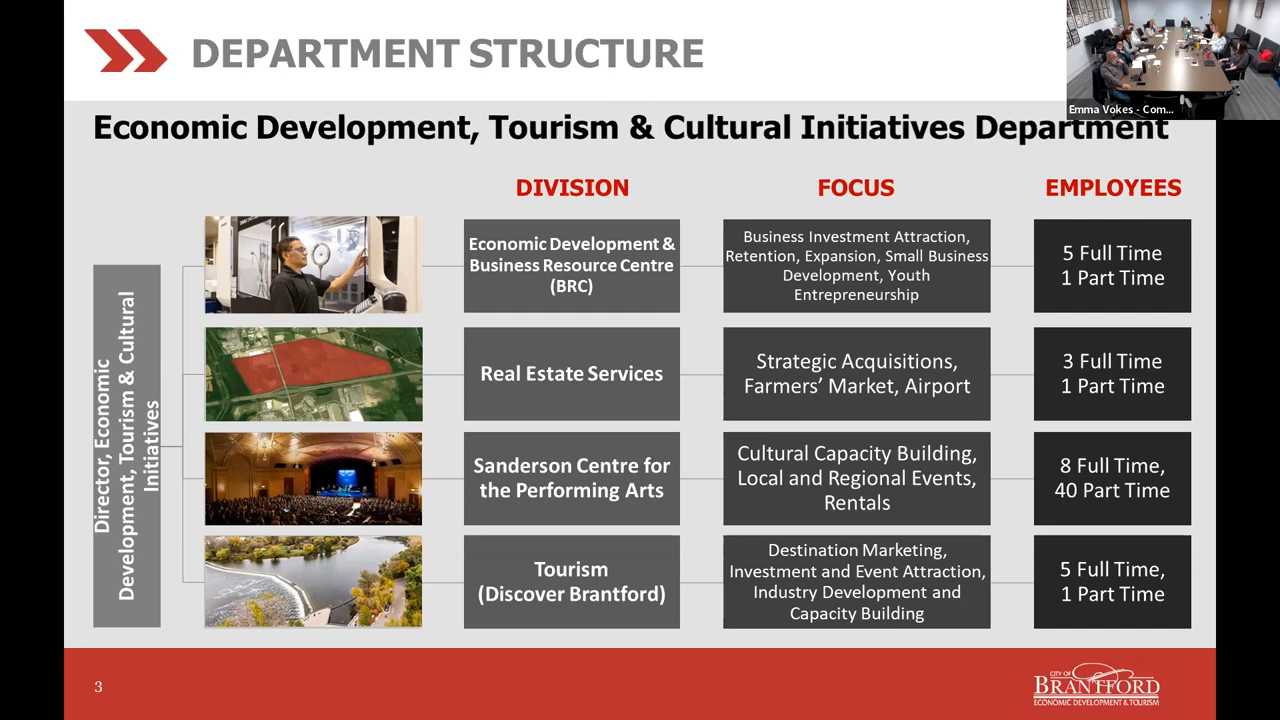 DEPARTMENT STRUCTURE
Emma Vokes - Com...
Economic Development, Tourism & Cultural Initiatives Department
DIVISION
FOCUS
EMPLOYEES
Director, Economic
Development, Tourism & Cultural
Initiatives
Economic Development &
Business Resource Centre
(BRC)
Business Investment Attraction,
Retention, Expansion, Small Business
Development, Youth
Entrepreneurship
5 Full Time
1 Part Time
Real Estate Services
Strategic Acquisitions,
Farmers’ Market, Airport
3 Full Time
1 Part Time
Sanderson Centre for
the Performing Arts
Cultural Capacity Building,
Local and Regional Events,
Rentals
8 Full Time,
40 Part Time
Tourism
(Discover Brantford)
Destination Marketing,
Investment and Event Attraction,
Industry Development and
Capacity Building
5 Full Time,
1 Part Time
3
CITY OF
BRANTFORD
ECONOMIC DEVELOPMENT & TOURISM